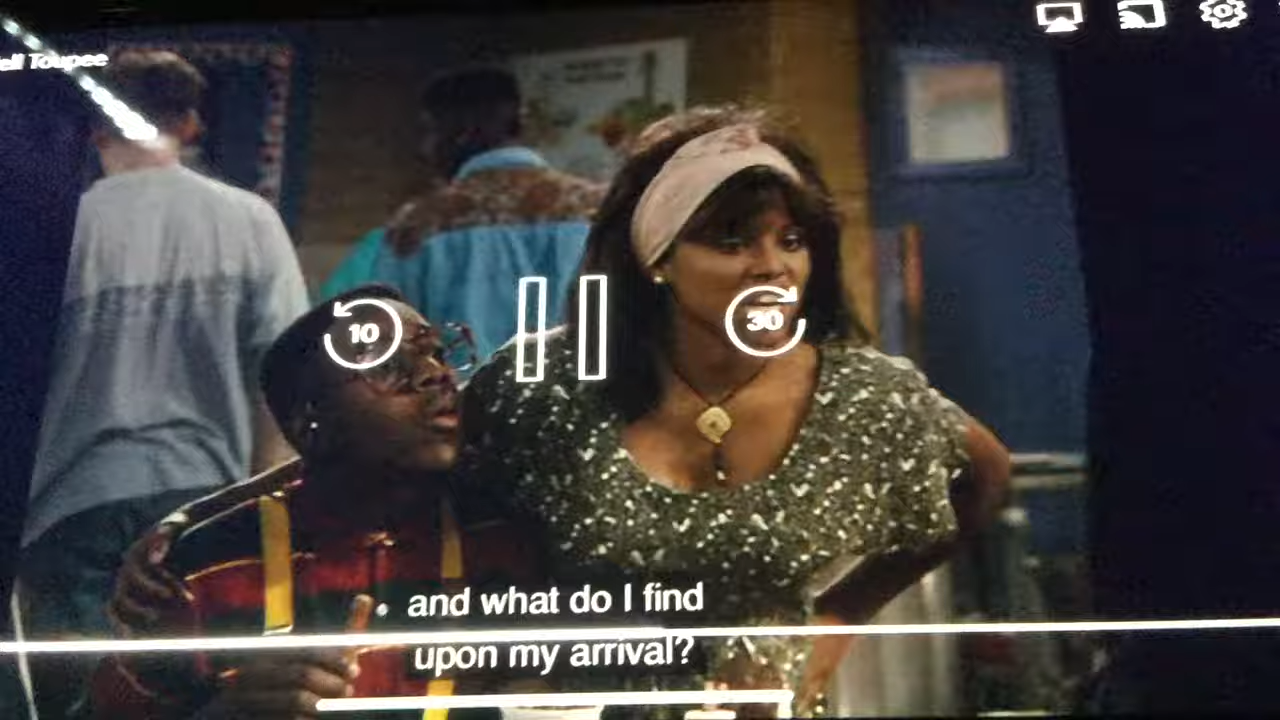 ell Toupee
10
30
and what do I find
upon my arrival?